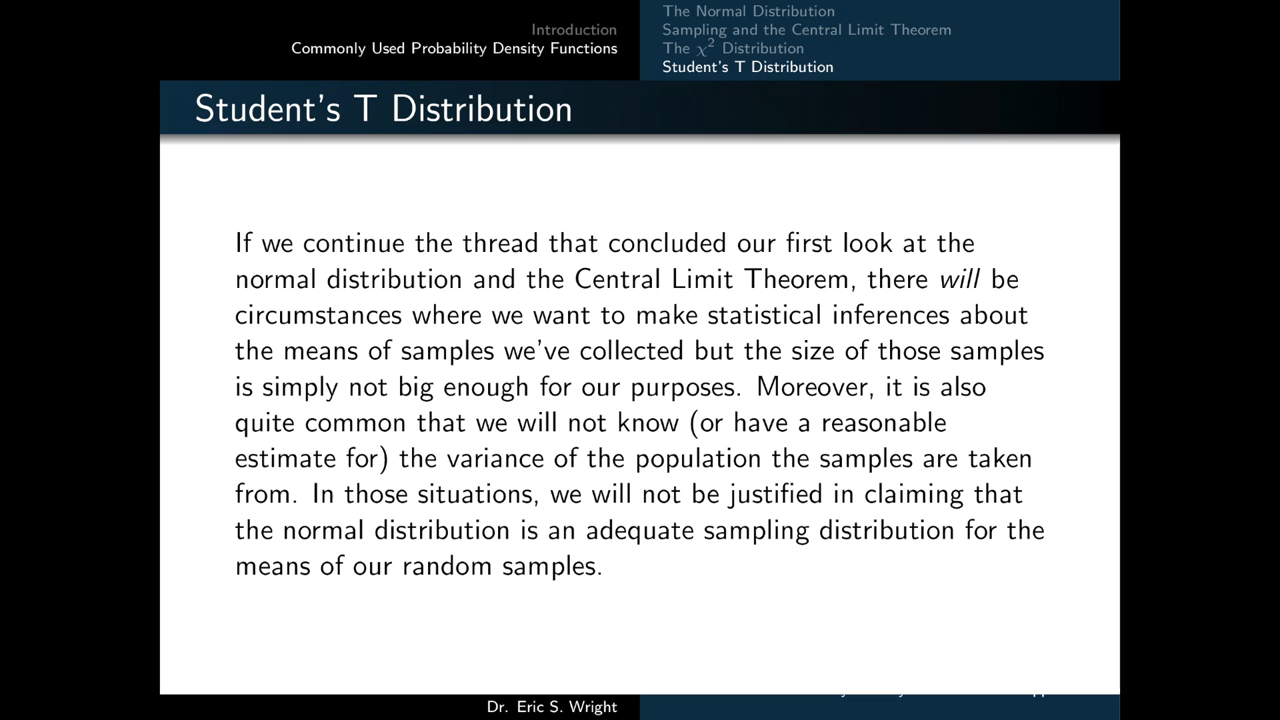 Introduction
Commonly Used Probability Density Functions
The Normal Distribution
Sampling and the Central Limit Theorem
The χ² Distribution
Student's T Distribution
Student's T Distribution
If we continue the thread that concluded our first look at the
normal distribution and the Central Limit Theorem, there will be
circumstances where we want to make statistical inferences about
the means of samples we've collected but the size of those samples
is simply not big enough for our purposes. Moreover, it is also
quite common that we will not know (or have a reasonable
estimate for) the variance of the population the samples are taken
from. In those situations, we will not be justified in claiming that
the normal distribution is an adequate sampling distribution for the
means of our random samples.
Dr. Eric S. Wright